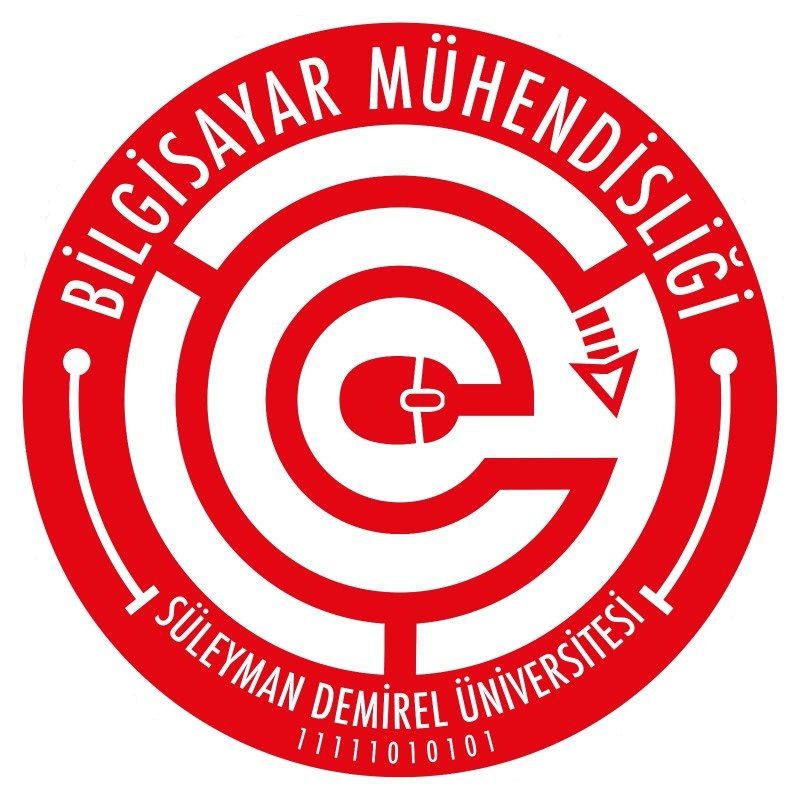 BİLGİSAYAR MÜHENDİSLİĞİ
SÜLEYMAN DEMİREL ÜNİVERSİTESİ
11111010101